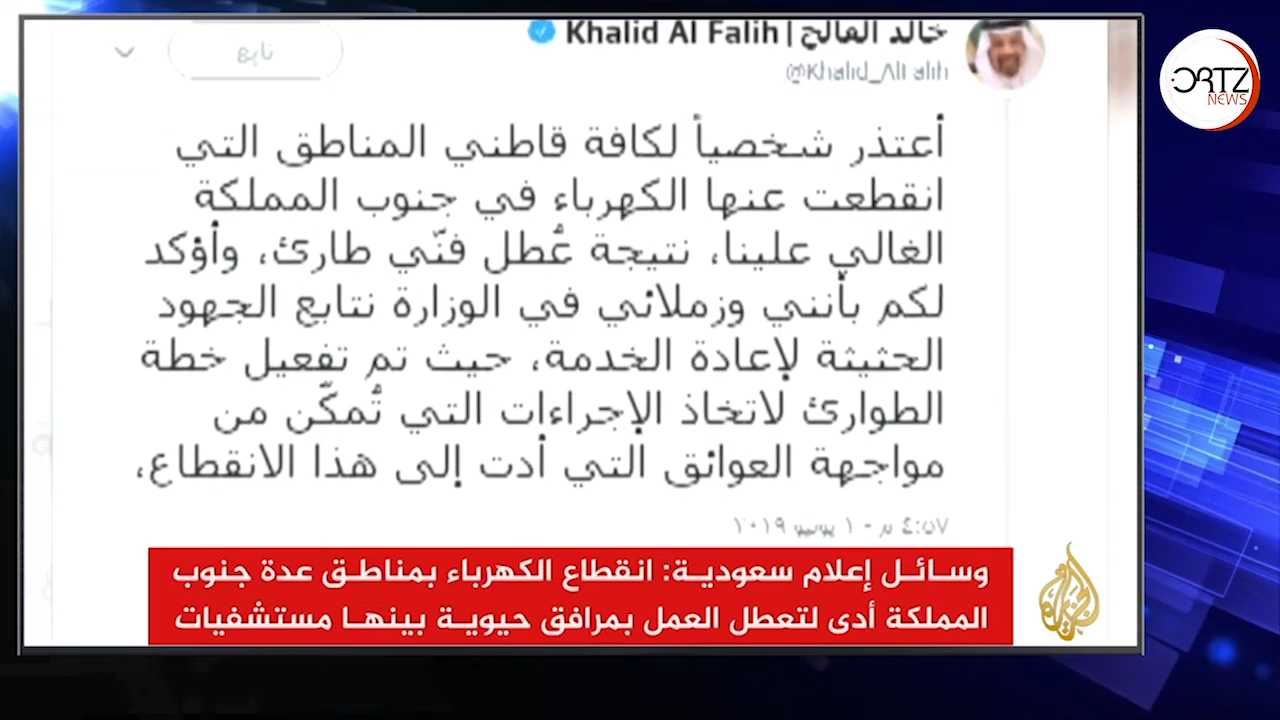 خالد الفالح | Khalid Al Falih
@Khalid_AlFalih
تابع
ORTZ
NEWS
أعتذر شخصياً لكافة قاطني المناطق التي
انقطعت عنها الكهرباء في جنوب المملكة
الغالي علينا، نتيجة عُطل فنّي طارئ، وأؤكد
لكم بأنني وزملائي في الوزارة نتابع الجهود
الحثيثة لإعادة الخدمة، حيث تم تفعيل خطة
الطوارئ لاتخاذ الإجراءات التي تُمكّن من
مواجهة العوائق التي أدت إلى هذا الانقطاع،
٤:٥٧ م - ١ يونيو ٢٠١٩
وسائل إعلام سعودية: انقطاع الكهرباء بمناطق عدة جنوب
المملكة أدى لتعطل العمل بمرافق حيوية بينها مستشفيات
الجزيرة